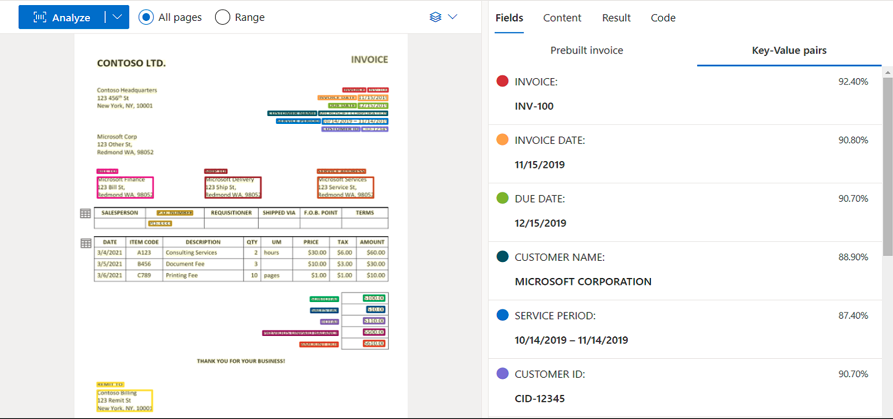 Analyze
All pages
Range
Fields
Content
Result
Code
Prebuilt invoice
Key-Value pairs
CONTOSO LTD.
INVOICE
Contoso Headquarters
123 456th St
New York, NY, 10001
Microsoft Corp
123 Other St,
Redmond WA, 98052
Microsoft Finance
123 Bill St,
Redmond WA, 98052
Microsoft Delivery
123 Ship St,
Redmond WA, 98052
Microsoft Services
123 Service St,
Redmond WA, 98052
SALESPERSON REQUISITIONER SHIPPED VIA F.O.B. POINT TERMS
DATE ITEM CODE DESCRIPTION QTY UM PRICE TAX AMOUNT
3/4/2021 A123 Consulting Services 2 hours $30.00 $6.00 $60.00
3/5/2021 B456 Document Fee 3 $10.00 $3.00 $30.00
3/6/2021 C789 Printing Fee 10 pages $1.00 $1.00 $10.00
THANK YOU FOR YOUR BUSINESS!
REMIT TO:
Contoso Billing
123 Remit St
New York, NY, 10001
INVOICE: 92.40%
INV-100
INVOICE DATE: 90.80%
11/15/2019
DUE DATE: 90.70%
12/15/2019
CUSTOMER NAME: 88.90%
MICROSOFT CORPORATION
SERVICE PERIOD: 87.40%
10/14/2019 – 11/14/2019
CUSTOMER ID: 90.70%
CID-12345